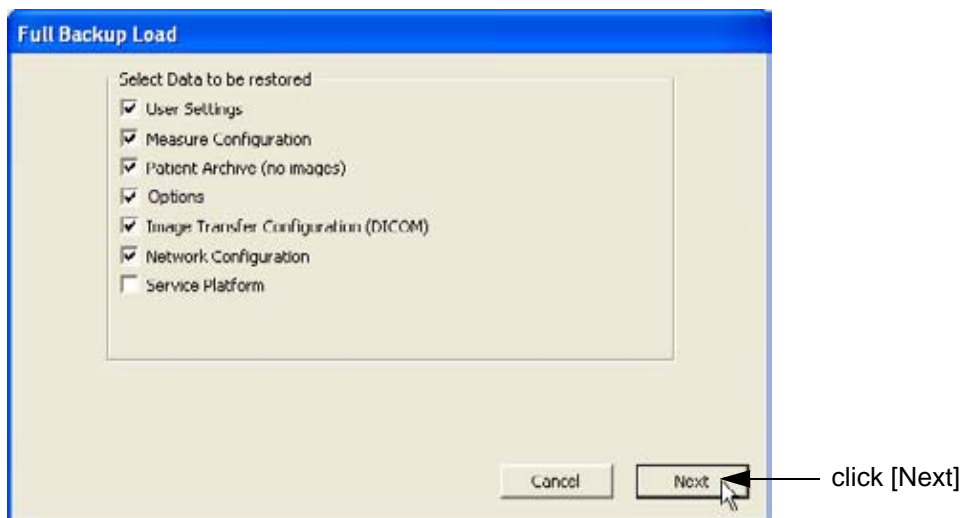 Full Backup Load
Select Data to be restored
User Settings
Measure Configuration
Patient Archive (no images)
Options
Image Transfer Configuration (DICOM)
Network Configuration
Service Platform
Cancel
Next
click [Next]